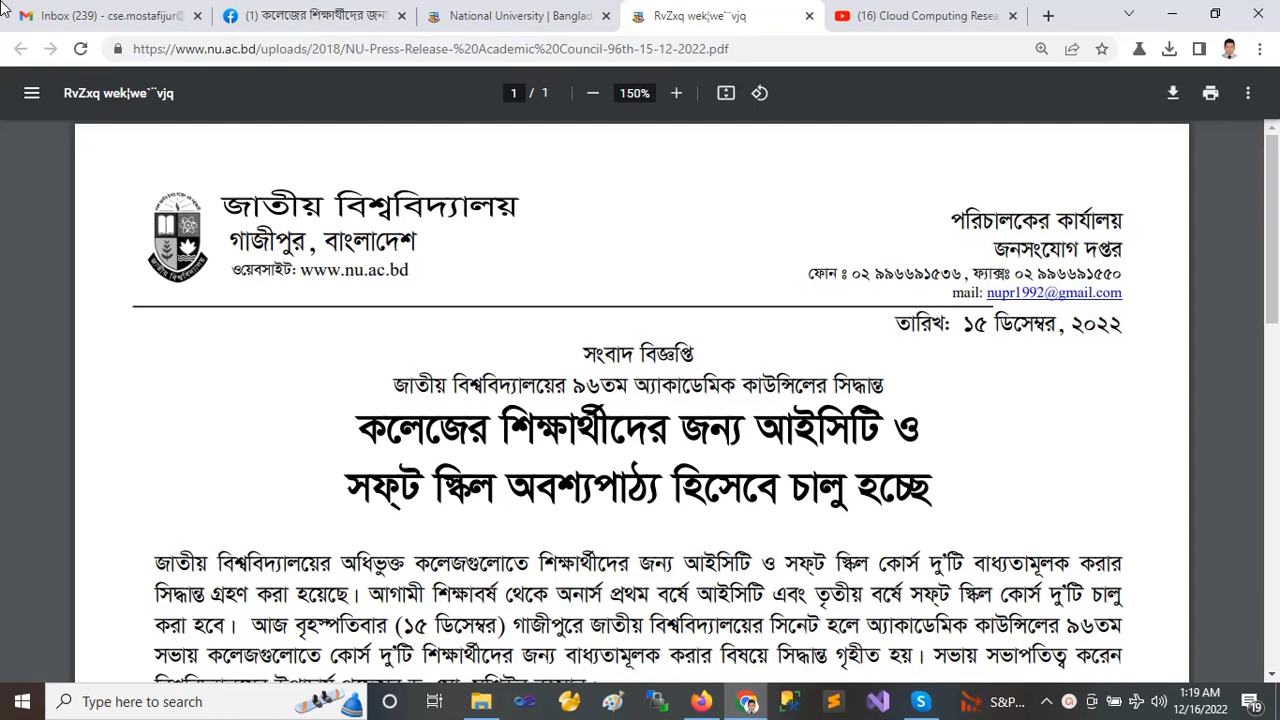 Inbox (239) - cse.mostafijur@
(1) কলেজের শিক্ষার্থীদের জন্য
National University | Banglad
RvZxq wek¦we`¨vjq
(16) Cloud Computing Resea
https://www.nu.ac.bd/uploads/2018/NU-Press-Release-%20Academic%20Council-96th-15-12-2022.pdf
RvZxq wek¦we`¨vjq
1 / 1
150%
জাতীয় বিশ্ববিদ্যালয়
গাজীপুর, বাংলাদেশ
ওয়েবসাইট: www.nu.ac.bd
পরিচালকের কার্যালয়
জনসংযোগ দপ্তর
ফোন ঃ ০২ ৯৯৬৬৯১৫৩৬, ফ্যাক্সঃ ০২ ৯৯৬৬৯১৫৫০
mail: nupr1992@gmail.com
তারিখ: ১৫ ডিসেম্বর, ২০২২
সংবাদ বিজ্ঞপ্তি
জাতীয় বিশ্ববিদ্যালয়ের ৯৬তম অ্যাকাডেমিক কাউন্সিলের সিদ্ধান্ত
কলেজের শিক্ষার্থীদের জন্য আইসিটি ও
সফ্ট স্কিল অবশ্যপাঠ্য হিসেবে চালু হচ্ছে
জাতীয় বিশ্ববিদ্যালয়ের অধিভুক্ত কলেজগুলোতে শিক্ষার্থীদের জন্য আইসিটি ও সফ্ট স্কিল কোর্স দু'টি বাধ্যতামূলক করার
সিদ্ধান্ত গ্রহণ করা হয়েছে। আগামী শিক্ষাবর্ষ থেকে অনার্স প্রথম বর্ষে আইসিটি এবং তৃতীয় বর্ষে সফ্ট স্কিল কোর্স দু'টি চালু
করা হবে। আজ বৃহস্পতিবার (১৫ ডিসেম্বর) গাজীপুরে জাতীয় বিশ্ববিদ্যালয়ের সিনেট হলে অ্যাকাডেমিক কাউন্সিলের ৯৬তম
সভায় কলেজগুলোতে কোর্স দু'টি শিক্ষার্থীদের জন্য বাধ্যতামূলক করার বিষয়ে সিদ্ধান্ত গৃহীত হয়। সভায় সভাপতিত্ব করেন
Type here to search
S&P...
1:19 AM
12/16/2022
19